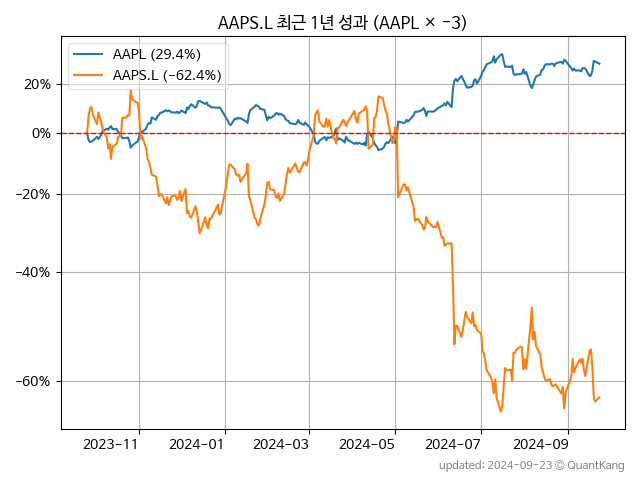 AAPS.L 최근 1년 성과 (AAPL × −3)
AAPL (29.4%)
AAPS.L (−62.4%)
20%
0%
−20%
−40%
−60%
2023−11 2024−01 2024−03 2024−05 2024−07 2024−09
updated: 2024−09−23 © QuantKang